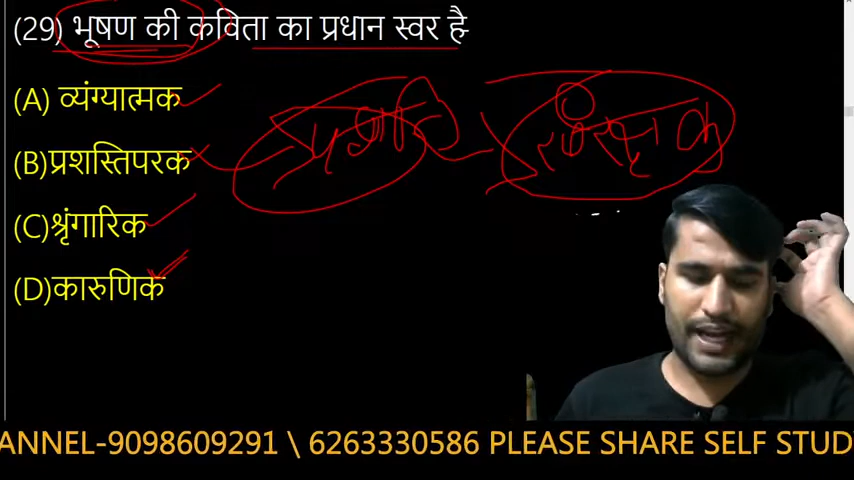 (29) भूषण की कविता का प्रधान स्वर है
(A) व्यंग्यात्मक
(B)प्रशस्तिपरक
(C)श्रृंगारिक
(D)कारुणिक
ANNEL-9098609291 \ 6263330586 PLEASE SHARE SELF STUD